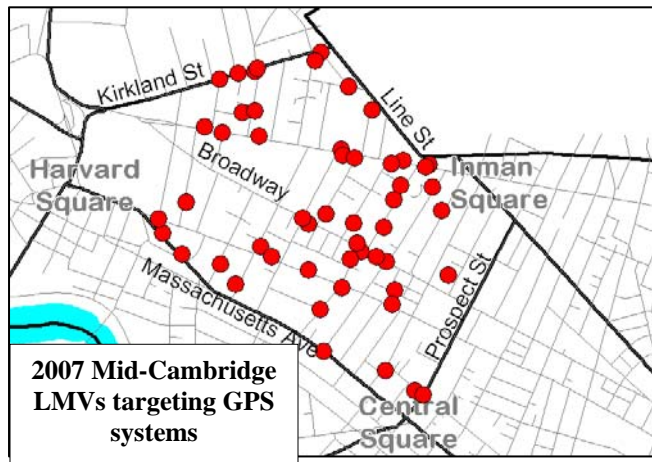 Kirkland St
Line St
Harvard
Square
Broadway
Inman
Square
Massachusetts Ave
Prospect St
Central
Square
2007 Mid-Cambridge
LMVs targeting GPS
systems